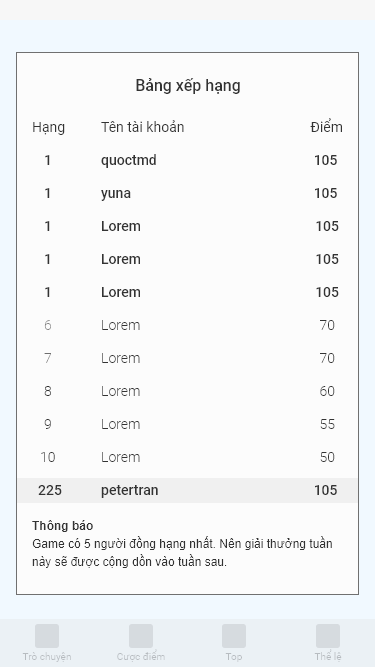 Bảng xếp hạng
Hạng Tên tài khoản Điểm
1 quoctmd 105
1 yuna 105
1 Lorem 105
1 Lorem 105
1 Lorem 105
6 Lorem 70
7 Lorem 70
8 Lorem 60
9 Lorem 55
10 Lorem 50
225 petertran 105
Thông báo
Game có 5 người đồng hạng nhất. Nên giải thưởng tuần
này sẽ được cộng dồn vào tuần sau.
Trò chuyện Cược điểm Top Thể lệ